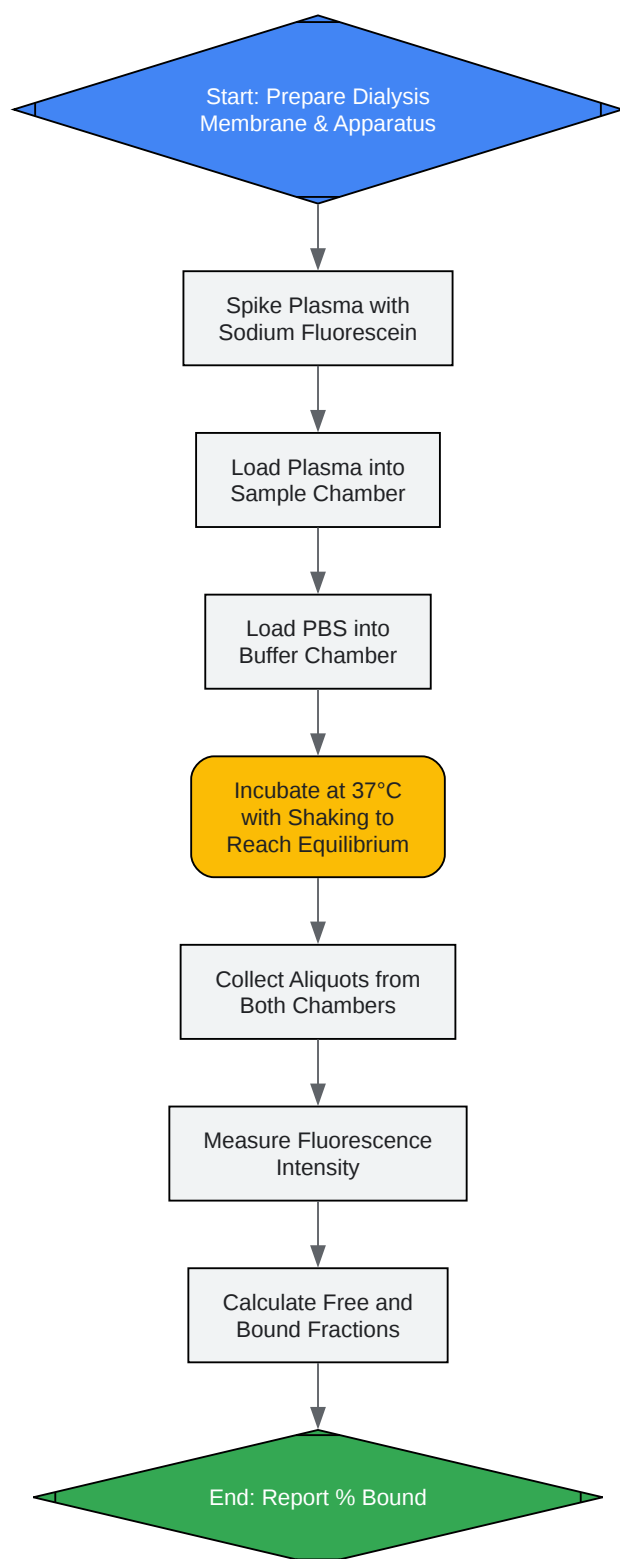 Start: Prepare Dialysis
Membrane & Apparatus
Spike Plasma with
Sodium Fluorescein
Load Plasma into
Sample Chamber
Load PBS into
Buffer Chamber
Incubate at 37°C
with Shaking to
Reach Equilibrium
Collect Aliquots from
Both Chambers
Measure Fluorescence
Intensity
Calculate Free and
Bound Fractions
End: Report % Bound